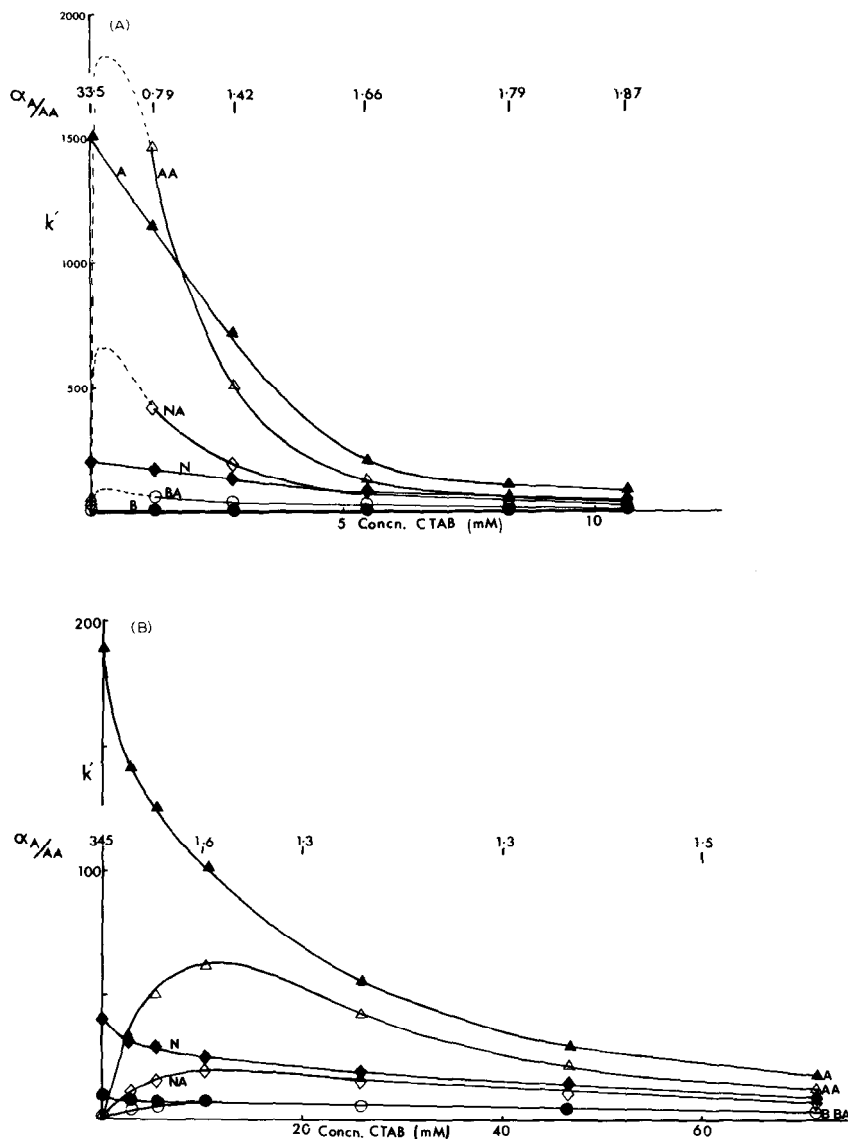 2000
(A)
33·5 0·79 1·42 1·66 1·79 1·87
α A/AA
1500
A AA
k′
1000
500
NA
N
BA
B
5 Concn. CTAB (mM) 10
200
(B)
k′
345 1·6 1·3 1·3 1·5
α A/AA
100
N
NA
A
AA
B BA
20 Concn. CTAB (mM) 40 60